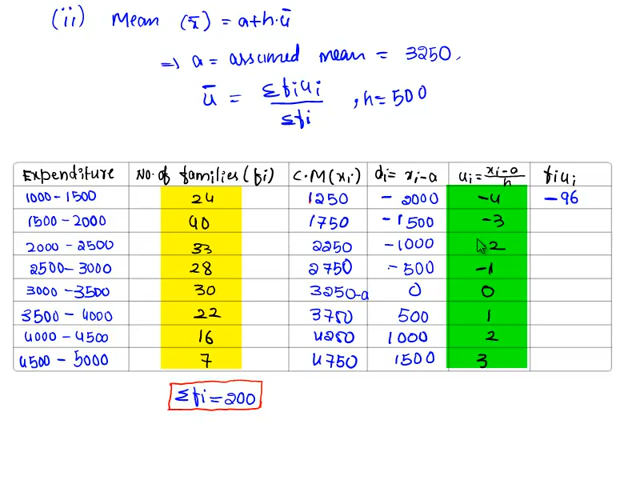 (ii) Mean (x̄) = a+h·ū
⇒ a = assumed mean = 3250,
ū = Σfiui / Σfi , h=500
Expenditure No. of families (fi) C.M(xi) di = xi-a ui = xi-a / h fiui
1000-1500 24 1250 -2000 -4 -96
1500-2000 40 1750 -1500 -3
2000-2500 33 2250 -1000 -2
2500-3000 28 2750 -500 -1
3000-3500 30 3250-a 0 0
3500-4000 22 3750 500 1
4000-4500 16 4250 1000 2
4500-5000 7 4750 1500 3
Σfi=200